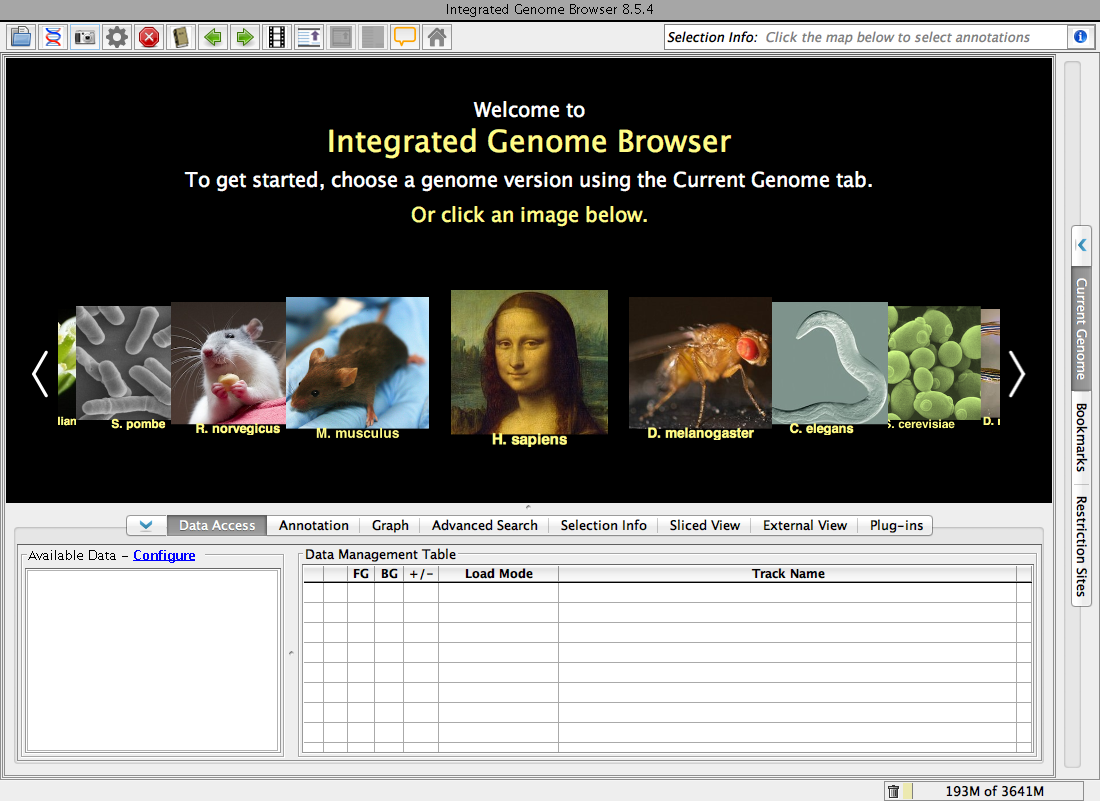 Integrated Genome Browser 8.5.4
Selection Info: Click the map below to select annotations
Welcome to
Integrated Genome Browser
To get started, choose a genome version using the Current Genome tab.
Or click an image below.
lian
S. pombe
R. norvegicus
M. musculus
H. sapiens
D. melanogaster
C. elegans
S. cerevisiae
D.
Current Genome
Bookmarks
Restriction Sites
Data Access Annotation Graph Advanced Search Selection Info Sliced View External View Plug-ins
Available Data - Configure
Data Management Table
FG BG +/- Load Mode Track Name
193M of 3641M